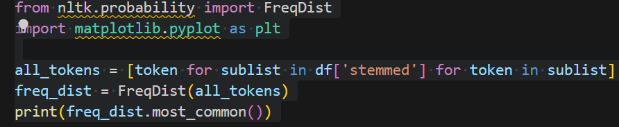 from nltk.probability import FreqDist
import matplotlib.pyplot as plt
all_tokens = [token for sublist in df['stemmed'] for token in sublist]
freq_dist = FreqDist(all_tokens)
print(freq_dist.most_common())